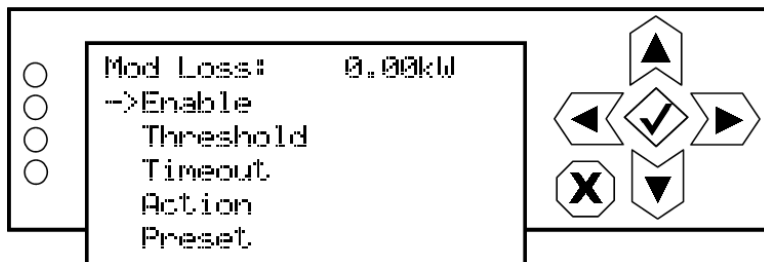 Mod Loss: 0.00kW
->Enable
Threshold
Timeout
Action
Preset
X